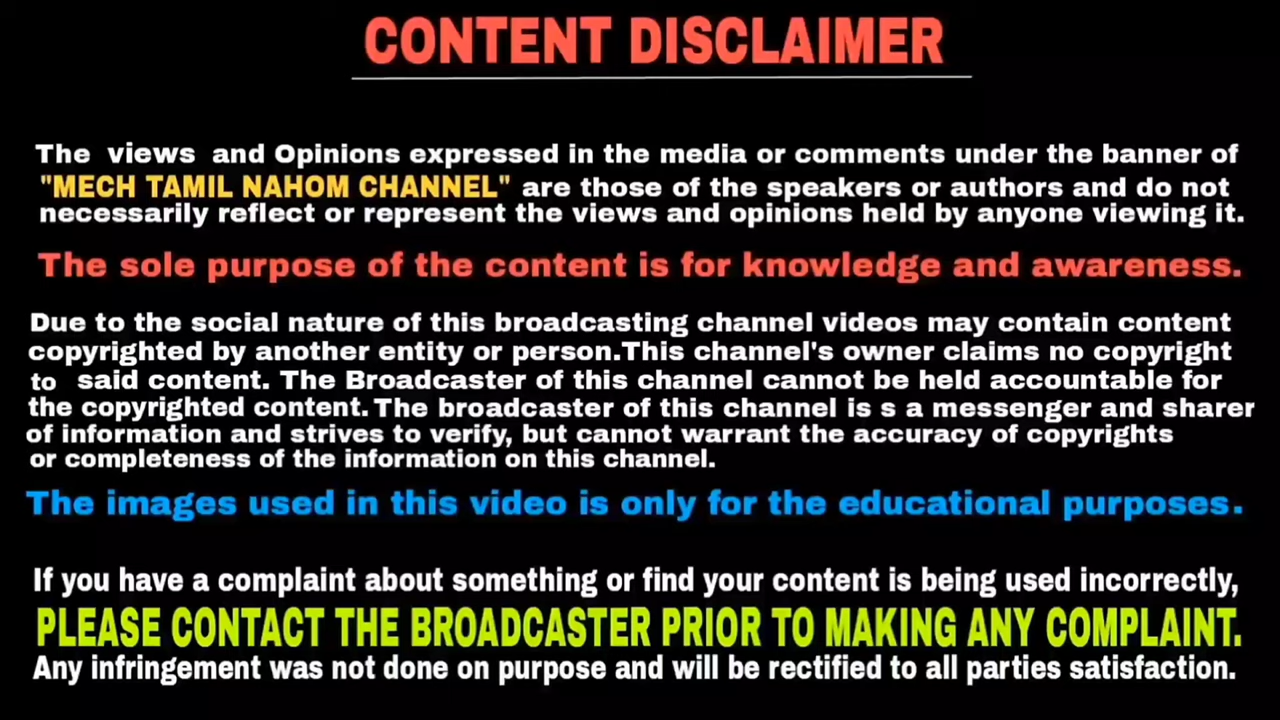 CONTENT DISCLAIMER
The views and Opinions expressed in the media or comments under the banner of
"MECH TAMIL NAHOM CHANNEL" are those of the speakers or authors and do not
necessarily reflect or represent the views and opinions held by anyone viewing it.
The sole purpose of the content is for knowledge and awareness.
Due to the social nature of this broadcasting channel videos may contain content
copyrighted by another entity or person.This channel's owner claims no copyright
to said content. The Broadcaster of this channel cannot be held accountable for
the copyrighted content. The broadcaster of this channel is s a messenger and sharer
of information and strives to verify, but cannot warrant the accuracy of copyrights
or completeness of the information on this channel.
The images used in this video is only for the educational purposes.
If you have a complaint about something or find your content is being used incorrectly,
PLEASE CONTACT THE BROADCASTER PRIOR TO MAKING ANY COMPLAINT.
Any infringement was not done on purpose and will be rectified to all parties satisfaction.